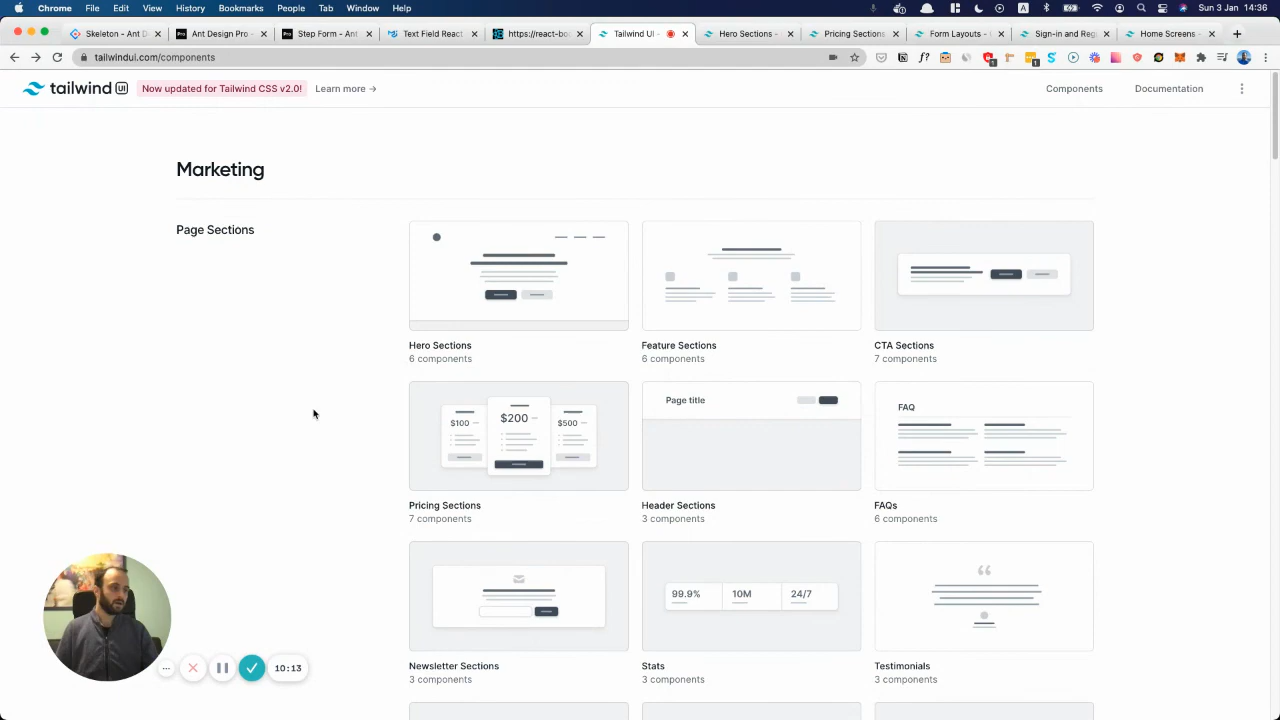 Chrome File Edit View History Bookmarks People Tab Window Help
Sun 3 Jan 14:36
Skeleton - Ant D
Ant Design Pro -
Step Form - Ant
Text Field React
https://react-bo
Tailwind UI -
Hero Sections -
Pricing Sections
Form Layouts -
Sign-in and Reg
Home Screens -
tailwindui.com/components
tailwind UI
Now updated for Tailwind CSS v2.0!
Learn more →
Components
Documentation
Marketing
Page Sections
Hero Sections
6 components
Feature Sections
6 components
CTA Sections
7 components
$100
$200
$500
Page title
FAQ
Pricing Sections
7 components
Header Sections
3 components
FAQs
6 components
99.9%
10M
24/7
Newsletter Sections
3 components
Stats
3 components
Testimonials
3 components
10:13